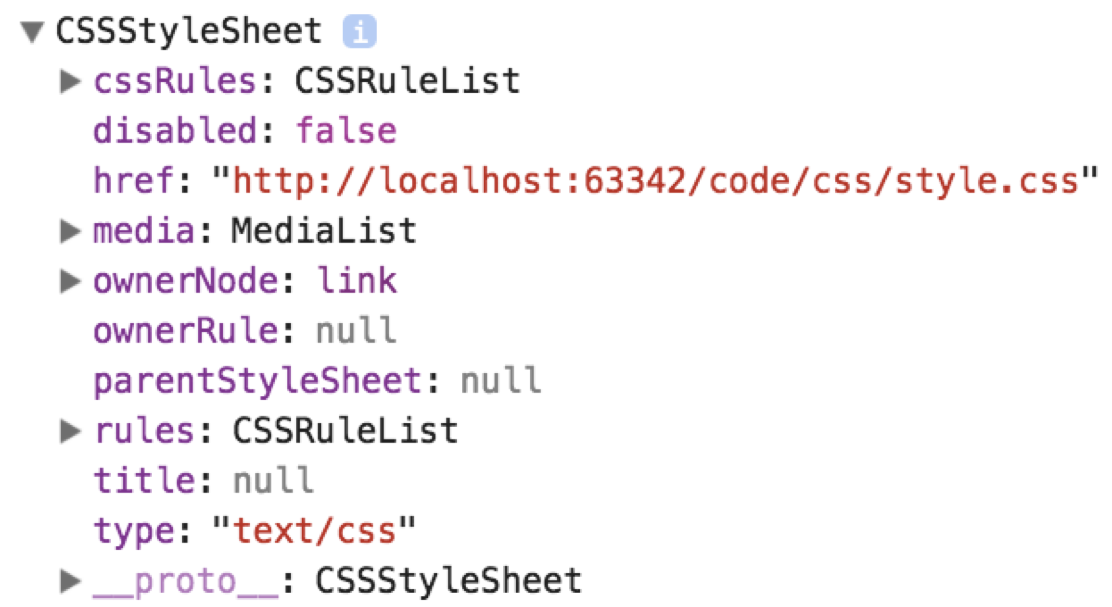 CSSStyleSheet i
cssRules: CSSRuleList
disabled: false
href: "http://localhost:63342/code/css/style.css"
media: MediaList
ownerNode: link
ownerRule: null
parentStyleSheet: null
rules: CSSRuleList
title: null
type: "text/css"
__proto__: CSSStyleSheet